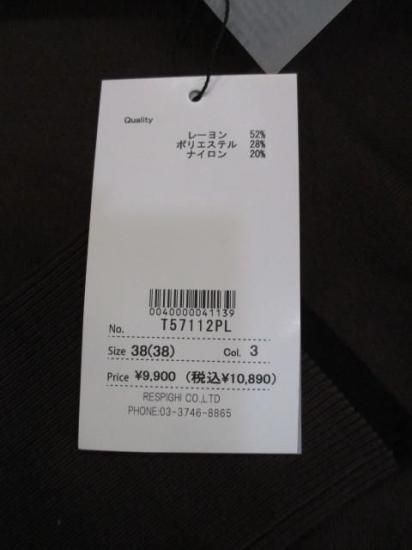 Quality
レーヨン 52%
ポリエステル 28%
ナイロン 20%
0040000041139
No. T57112PL
Size 38(38) Col. 3
Price ¥9,900 (税込¥10,890)
RESPIGHI CO.,LTD
PHONE:03-3746-8865